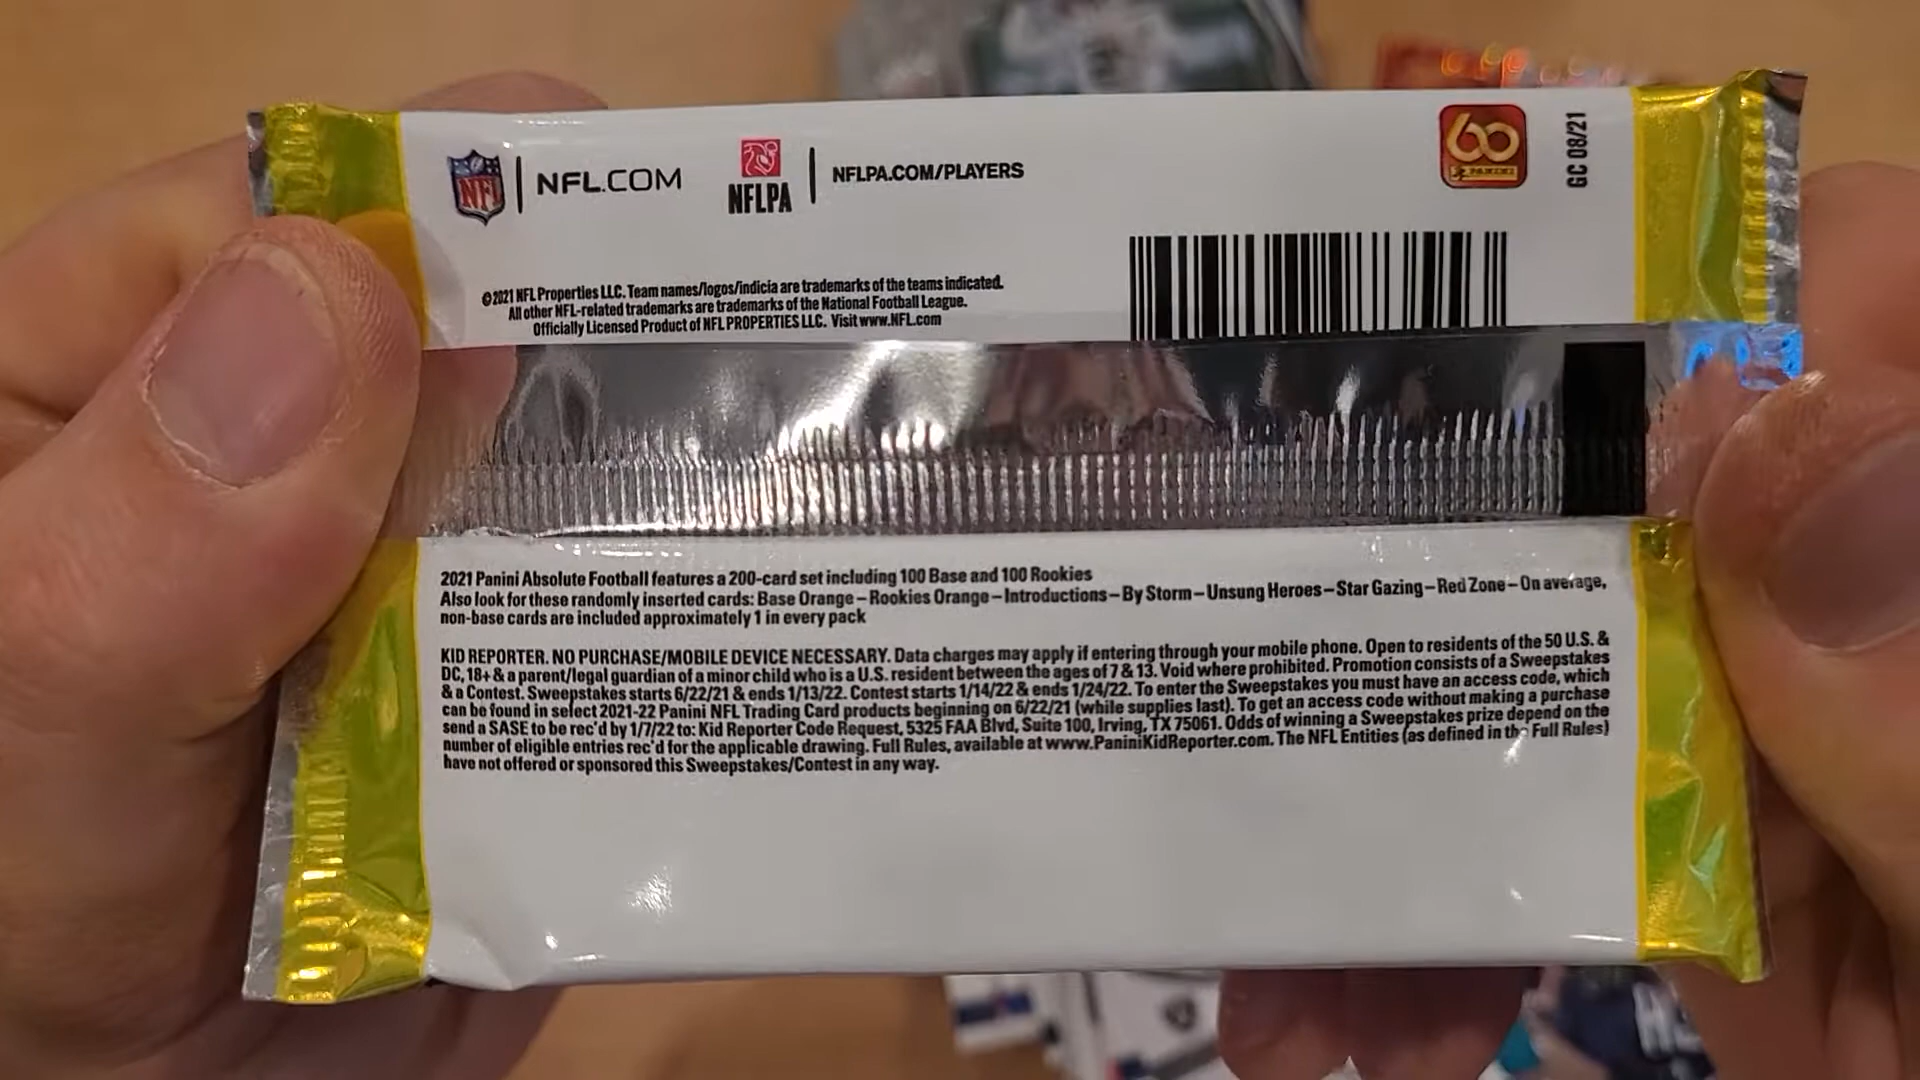 NFL | NFL.COM NFLPA | NFLPA.COM/PLAYERS
60
PANINI
GC 08/21
©2021 NFL Properties LLC. Team names/logos/indicia are trademarks of the teams indicated.
All other NFL-related trademarks are trademarks of the National Football League.
Officially Licensed Product of NFL PROPERTIES LLC. Visit www.NFL.com
2021 Panini Absolute Football features a 200-card set including 100 Base and 100 Rookies
Also look for these randomly inserted cards: Base Orange – Rookies Orange – Introductions – By Storm – Unsung Heroes – Star Gazing – Red Zone – On average,
non-base cards are included approximately 1 in every pack
KID REPORTER. NO PURCHASE/MOBILE DEVICE NECESSARY. Data charges may apply if entering through your mobile phone. Open to residents of the 50 U.S. &
DC, 18+ & a parent/legal guardian of a minor child who is a U.S. resident between the ages of 7 & 13. Void where prohibited. Promotion consists of a Sweepstakes
& a Contest. Sweepstakes starts 6/22/21 & ends 1/13/22. Contest starts 1/14/22 & ends 1/24/22. To enter the Sweepstakes you must have an access code, which
can be found in select 2021-22 Panini NFL Trading Card products beginning on 6/22/21 (while supplies last). To get an access code without making a purchase
send a SASE to be rec'd by 1/7/22 to: Kid Reporter Code Request, 5325 FAA Blvd, Suite 100, Irving, TX 75061. Odds of winning a Sweepstakes prize depend on the
number of eligible entries rec'd for the applicable drawing. Full Rules, available at www.PaniniKidReporter.com. The NFL Entities (as defined in the Full Rules)
have not offered or sponsored this Sweepstakes/Contest in any way.